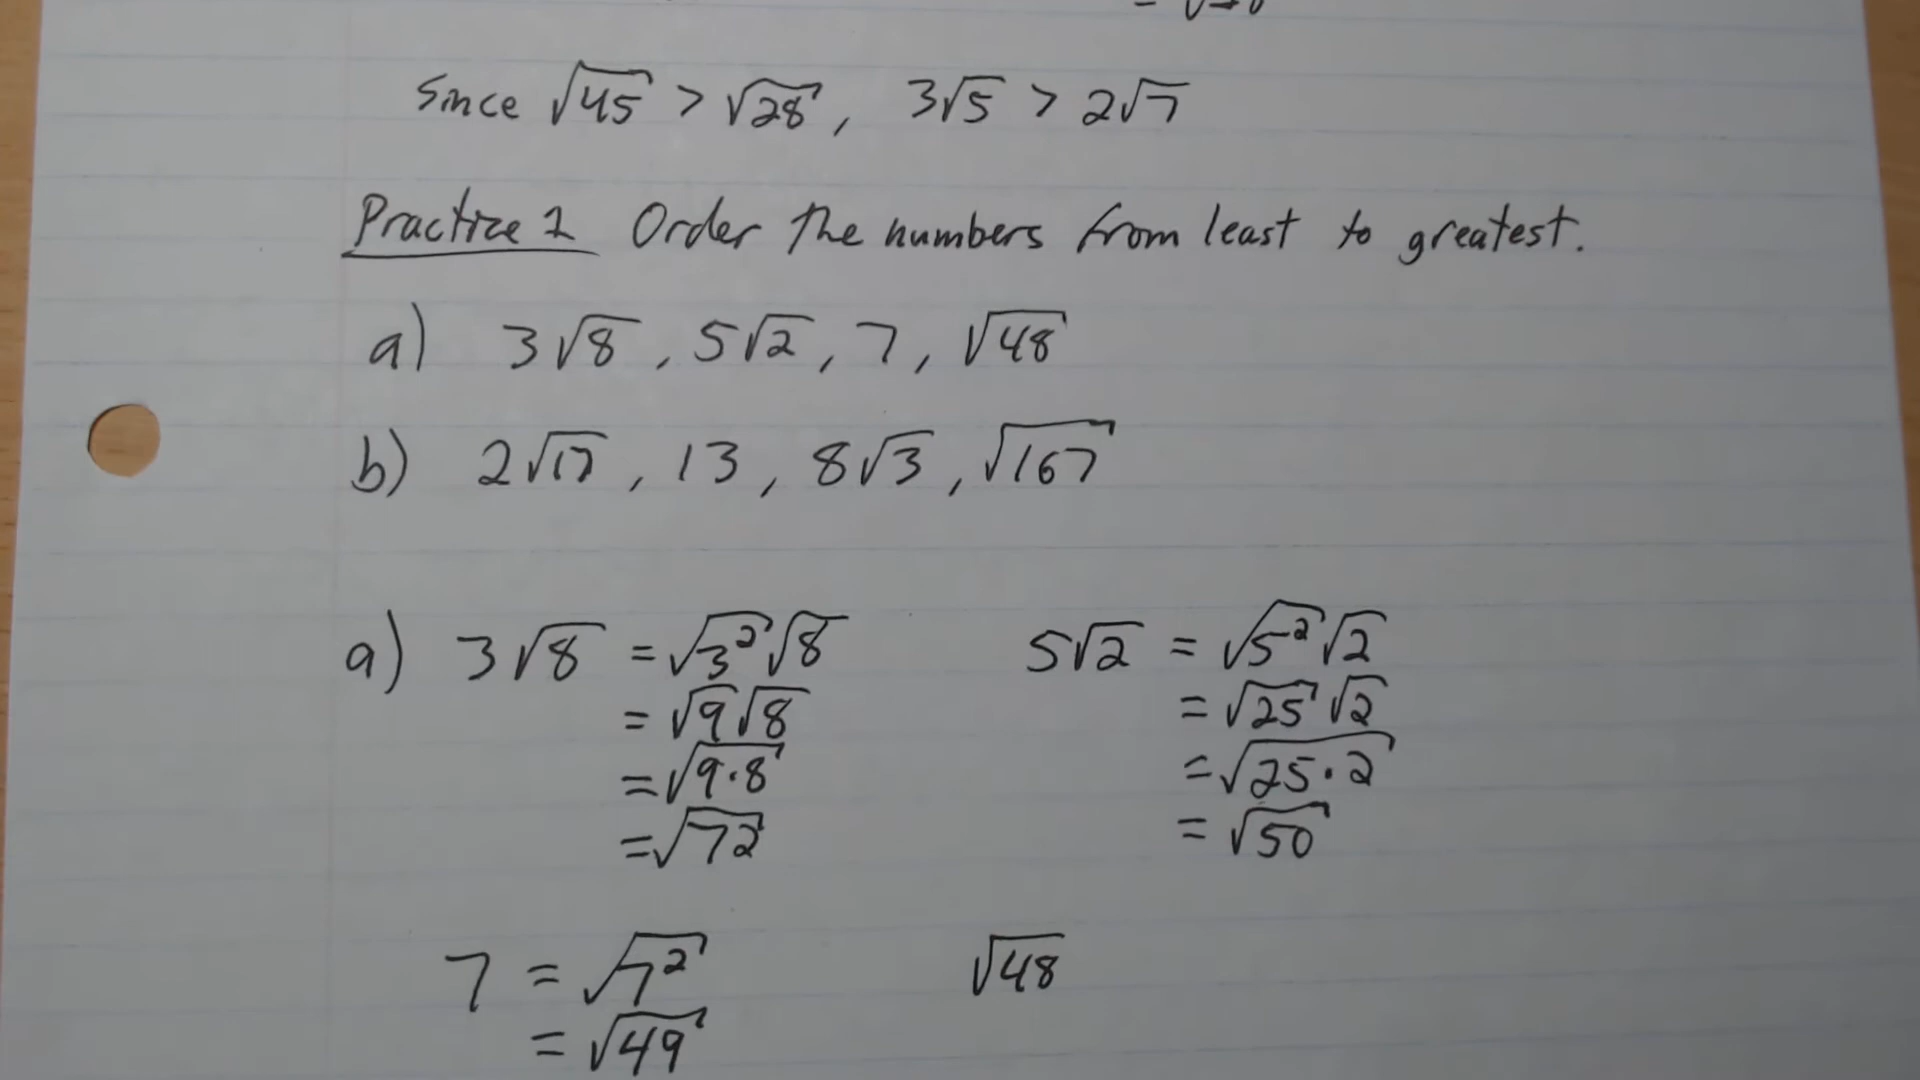 Since √45 > √28, 3√5 > 2√7
Practice 1 Order the numbers from least to greatest.
a) 3√8, 5√2, 7, √48
b) 2√17, 13, 8√3, √167
a) 3√8 = √3²√8 5√2 = √5²√2
= √9√8 = √25√2
= √9·8 = √25·2
= √72 = √50
7 = √7² √48
= √49